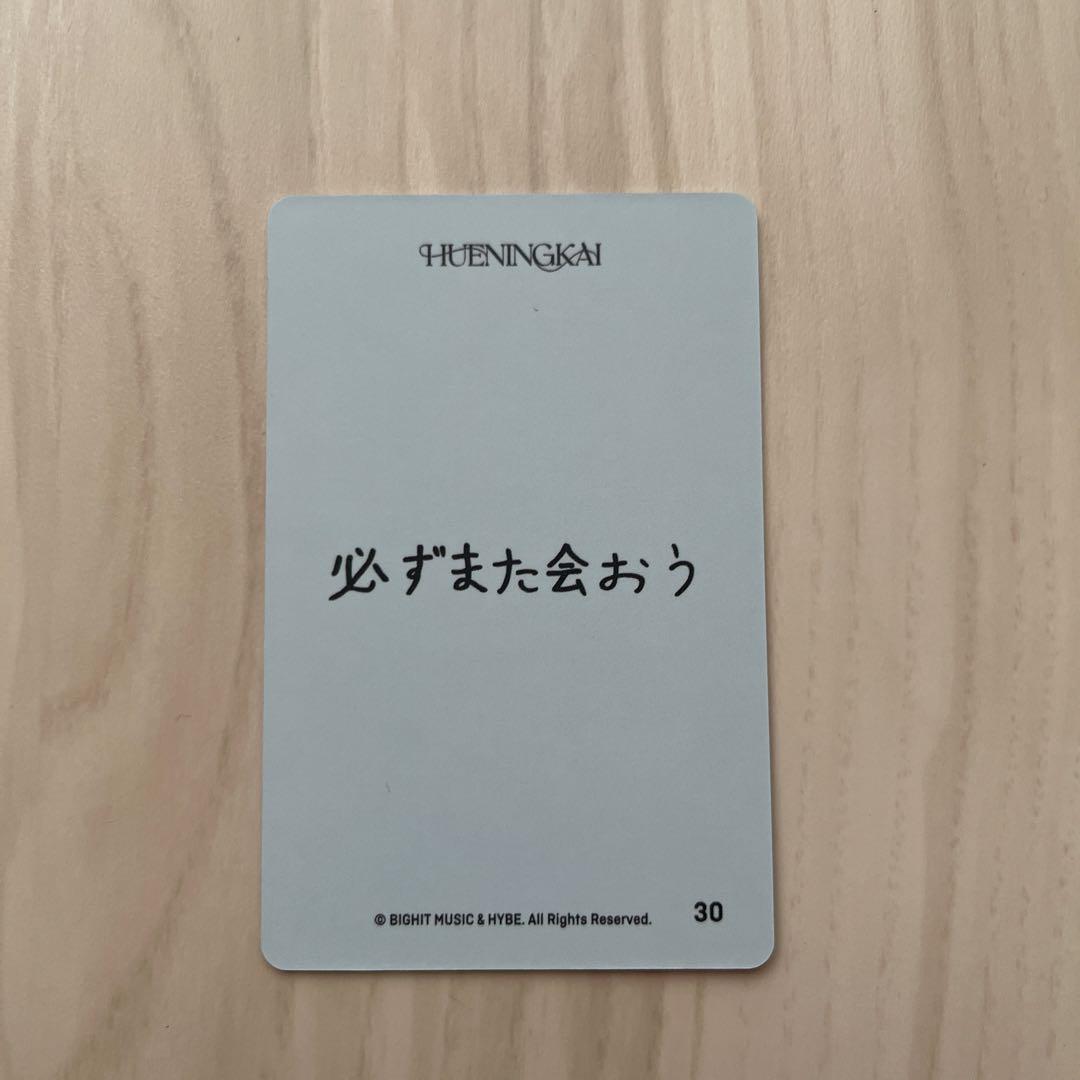 HUENINGKAI
必ずまた会おう
© BIGHIT MUSIC & HYBE. All Rights Reserved.
30